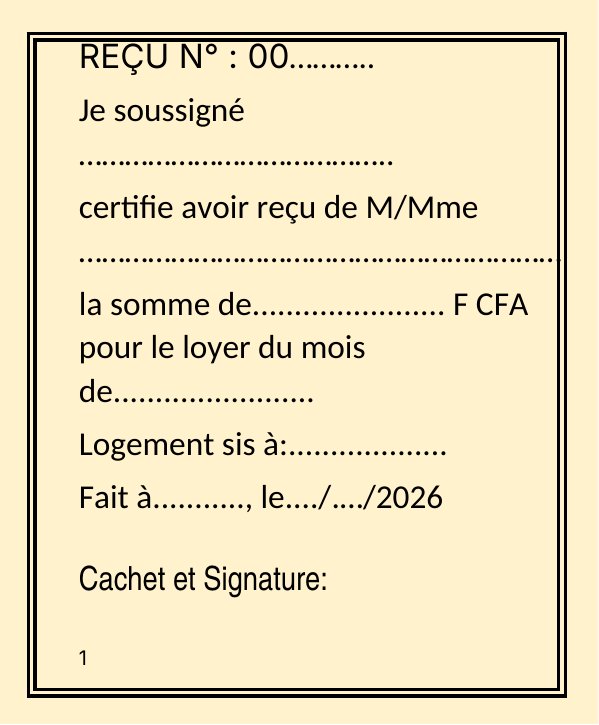 REÇU N° : 00………..
Je soussigné
…………………………………..
certifie avoir reçu de M/Mme
………………………………………………………
la somme de....................... F CFA
pour le loyer du mois
de........................
Logement sis à:...................
Fait à..........., le..../..../2026
Cachet et Signature:
1